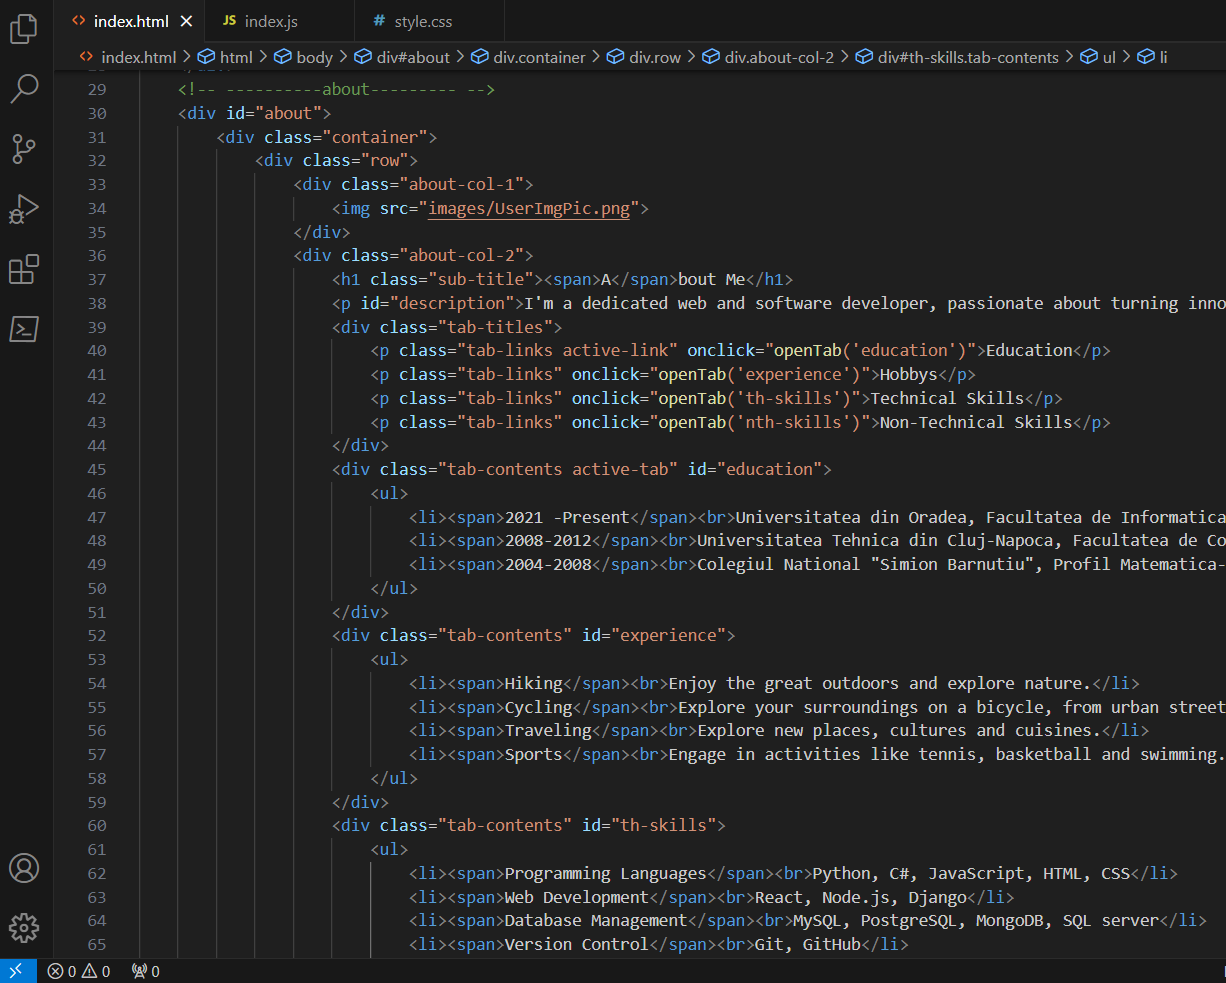 index.html
JS index.js
# style.css
index.html > html > body > div#about > div.container > div.row > div.about-col-2 > div#th-skills.tab-contents > ul > li
29 <!-- ----------about--------- -->
30 <div id="about">
31 <div class="container">
32 <div class="row">
33 <div class="about-col-1">
34 <img src="images/UserImgPic.png">
35 </div>
36 <div class="about-col-2">
37 <h1 class="sub-title"><span>A</span>bout Me</h1>
38 <p id="description">I'm a dedicated web and software developer, passionate about turning inno
39 <div class="tab-titles">
40 <p class="tab-links active-link" onclick="openTab('education')">Education</p>
41 <p class="tab-links" onclick="openTab('experience')">Hobbys</p>
42 <p class="tab-links" onclick="openTab('th-skills')">Technical Skills</p>
43 <p class="tab-links" onclick="openTab('nth-skills')">Non-Technical Skills</p>
44 </div>
45 <div class="tab-contents active-tab" id="education">
46 <ul>
47 <li><span>2021 -Present</span><br>Universitatea din Oradea, Facultatea de Informatica
48 <li><span>2008-2012</span><br>Universitatea Tehnica din Cluj-Napoca, Facultatea de Co
49 <li><span>2004-2008</span><br>Colegiul National "Simion Barnutiu", Profil Matematica-
50 </ul>
51 </div>
52 <div class="tab-contents" id="experience">
53 <ul>
54 <li><span>Hiking</span><br>Enjoy the great outdoors and explore nature.</li>
55 <li><span>Cycling</span><br>Explore your surroundings on a bicycle, from urban street
56 <li><span>Traveling</span><br>Explore new places, cultures and cuisines.</li>
57 <li><span>Sports</span><br>Engage in activities like tennis, basketball and swimming.
58 </ul>
59 </div>
60 <div class="tab-contents" id="th-skills">
61 <ul>
62 <li><span>Programming Languages</span><br>Python, C#, JavaScript, HTML, CSS</li>
63 <li><span>Web Development</span><br>React, Node.js, Django</li>
64 <li><span>Database Management</span><br>MySQL, PostgreSQL, MongoDB, SQL server</li>
65 <li><span>Version Control</span><br>Git, GitHub</li>
0 0 0